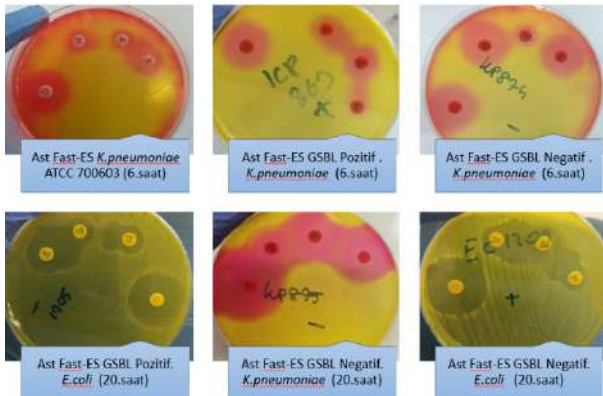 KP874
Ast Fast-ES K.pneumoniae
ATCC 700603 (6.saat)
Ast Fast-ES GSBL Pozitif .
K.pneumoniae (6.saat)
Ast Fast-ES GSBL Negatif .
K.pneumoniae (6.saat)
+
Ast Fast-ES GSBL Pozitif.
E.coli (20.saat)
Ast Fast-ES GSBL Negatif.
K.pneumoniae (20.saat)
Ast Fast-ES GSBL Negatif.
E.coli (20.saat)